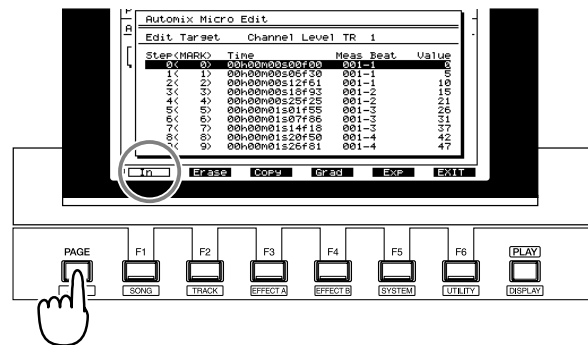 Automix Micro Edit
Edit Target Channel Level TR 1
Step(MARK) Time Meas Beat Value
0( 0) 00h00m00s00f00 001-1 0
1( 1) 00h00m00s06f30 001-1 5
2( 2) 00h00m00s12f61 001-1 10
3( 3) 00h00m00s18f93 001-2 15
4( 4) 00h00m00s25f25 001-2 21
5( 5) 00h00m01s01f55 001-3 26
6( 6) 00h00m01s07f86 001-3 31
7( 7) 00h00m01s14f18 001-3 37
8( 8) 00h00m01s20f50 001-4 42
9) 00h00m01s26f81 001-4 47
In Erase Copy Grad Exp EXIT
PAGE F1 F2 F3 F4 F5 F6 PLAY
SONG TRACK EFFECT A EFFECT B SYSTEM UTILITY DISPLAY